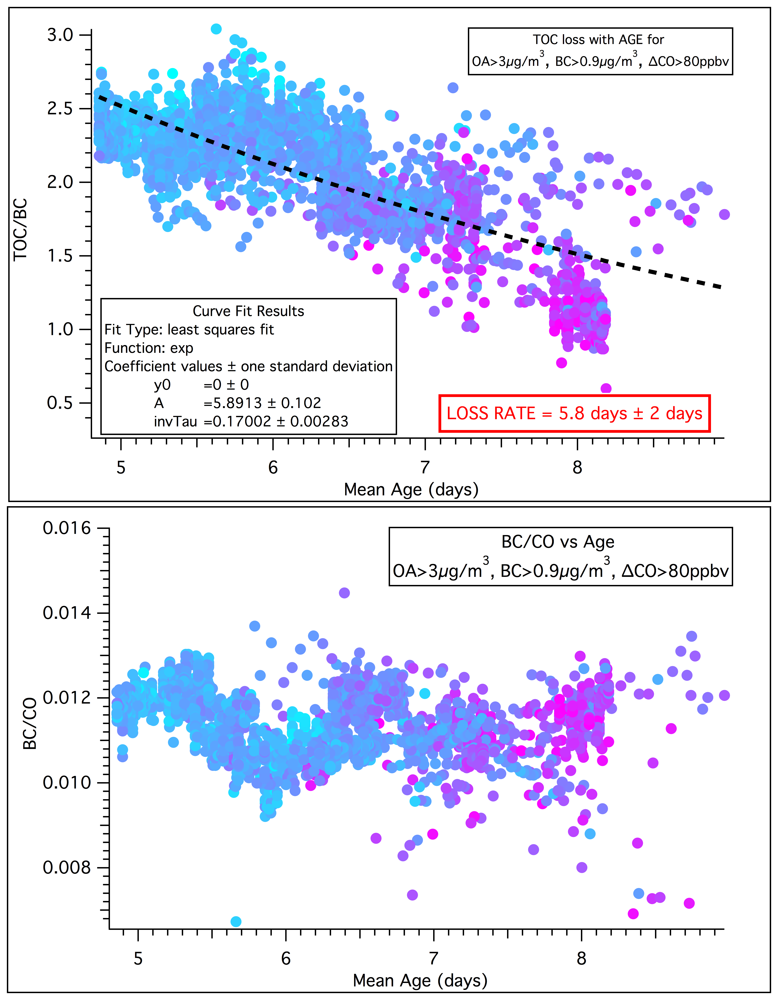 TOC loss with AGE for
OA>3µg/m³, BC>0.9µg/m³, ΔCO>80ppbv
3.0
2.5
2.0
1.5
1.0
0.5
TOC/BC
Curve Fit Results
Fit Type: least squares fit
Function: exp
Coefficient values ± one standard deviation
y0 =0 ± 0
A =5.8913 ± 0.102
invTau =0.17002 ± 0.00283
LOSS RATE = 5.8 days ± 2 days
5 6 7 8
Mean Age (days)
BC/CO vs Age
OA>3µg/m³, BC>0.9µg/m³, ΔCO>80ppbv
0.016
0.014
0.012
0.010
0.008
BC/CO
5 6 7 8
Mean Age (days)